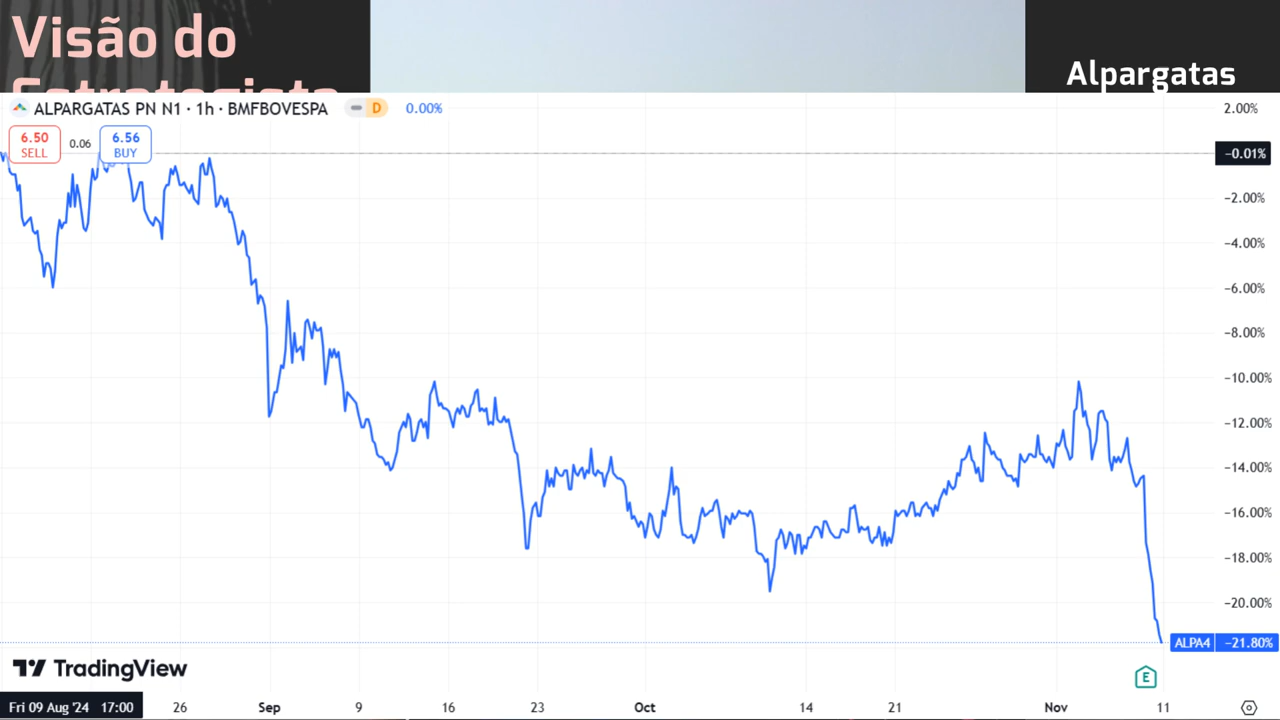 Visão do
Estrategista
Alpargatas
ALPARGATAS PN N1 · 1h · BMFBOVESPA
D
0.00%
6.50
SELL
0.06
6.56
BUY
2.00%
−0.01%
−2.00%
−4.00%
−6.00%
−8.00%
−10.00%
−12.00%
−14.00%
−16.00%
−18.00%
−20.00%
ALPA4 −21.80%
E
TradingView
Fri 09 Aug '24 17:00
26
Sep
9
16
23
Oct
14
21
Nov
11